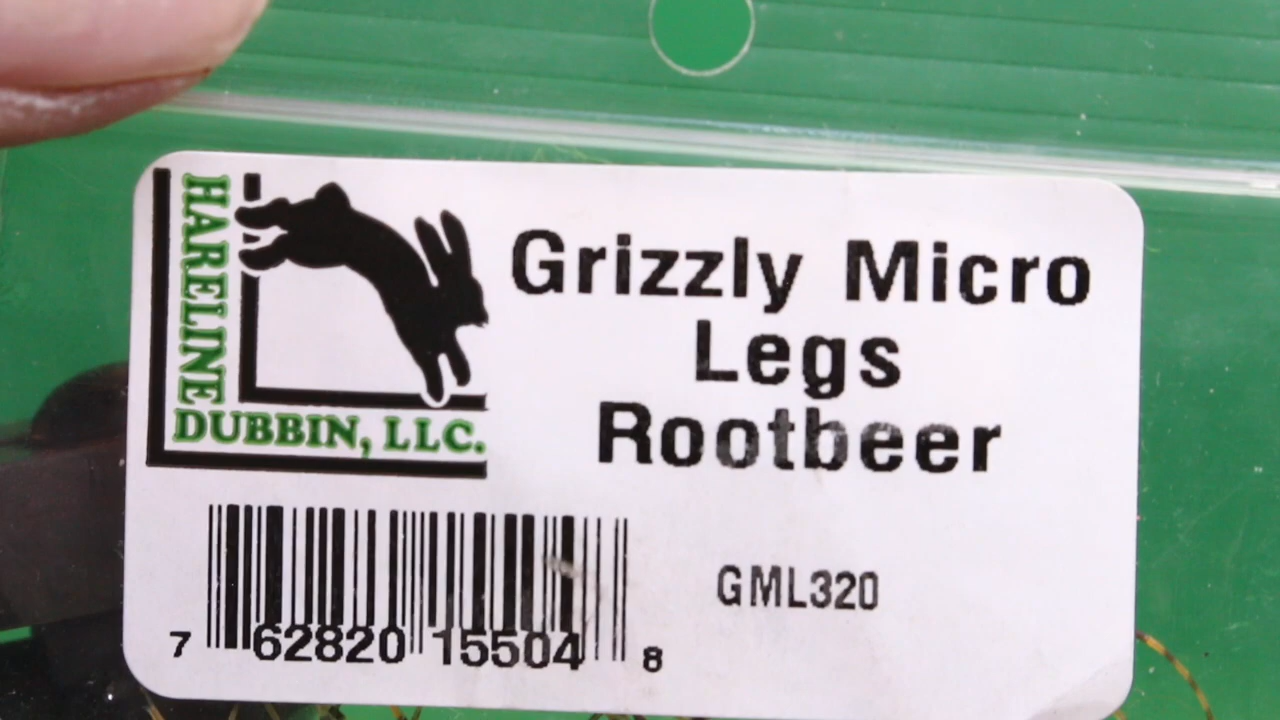 HARELINE
DUBBIN, LLC.
Grizzly Micro
Legs
Rootbeer
GML320
7 62820 15504 8